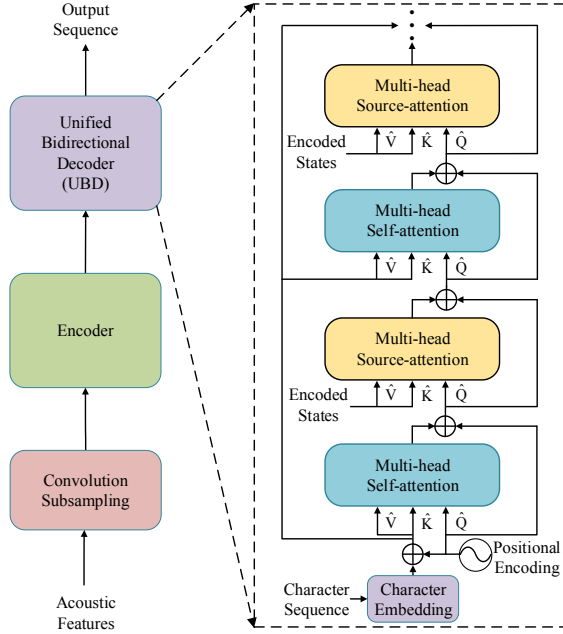 Output
Sequence
Unified
Bidirectional
Decoder
(UBD)
Encoder
Convolution
Subsampling
Acoustic
Features
Multi-head
Source-attention
Encoded
States
V̂
K̂
Q̂
Multi-head
Self-attention
V̂
K̂
Q̂
Multi-head
Source-attention
Encoded
States
V̂
K̂
Q̂
Multi-head
Self-attention
V̂
K̂
Q̂
Positional
Encoding
Character
Sequence
Character
Embedding